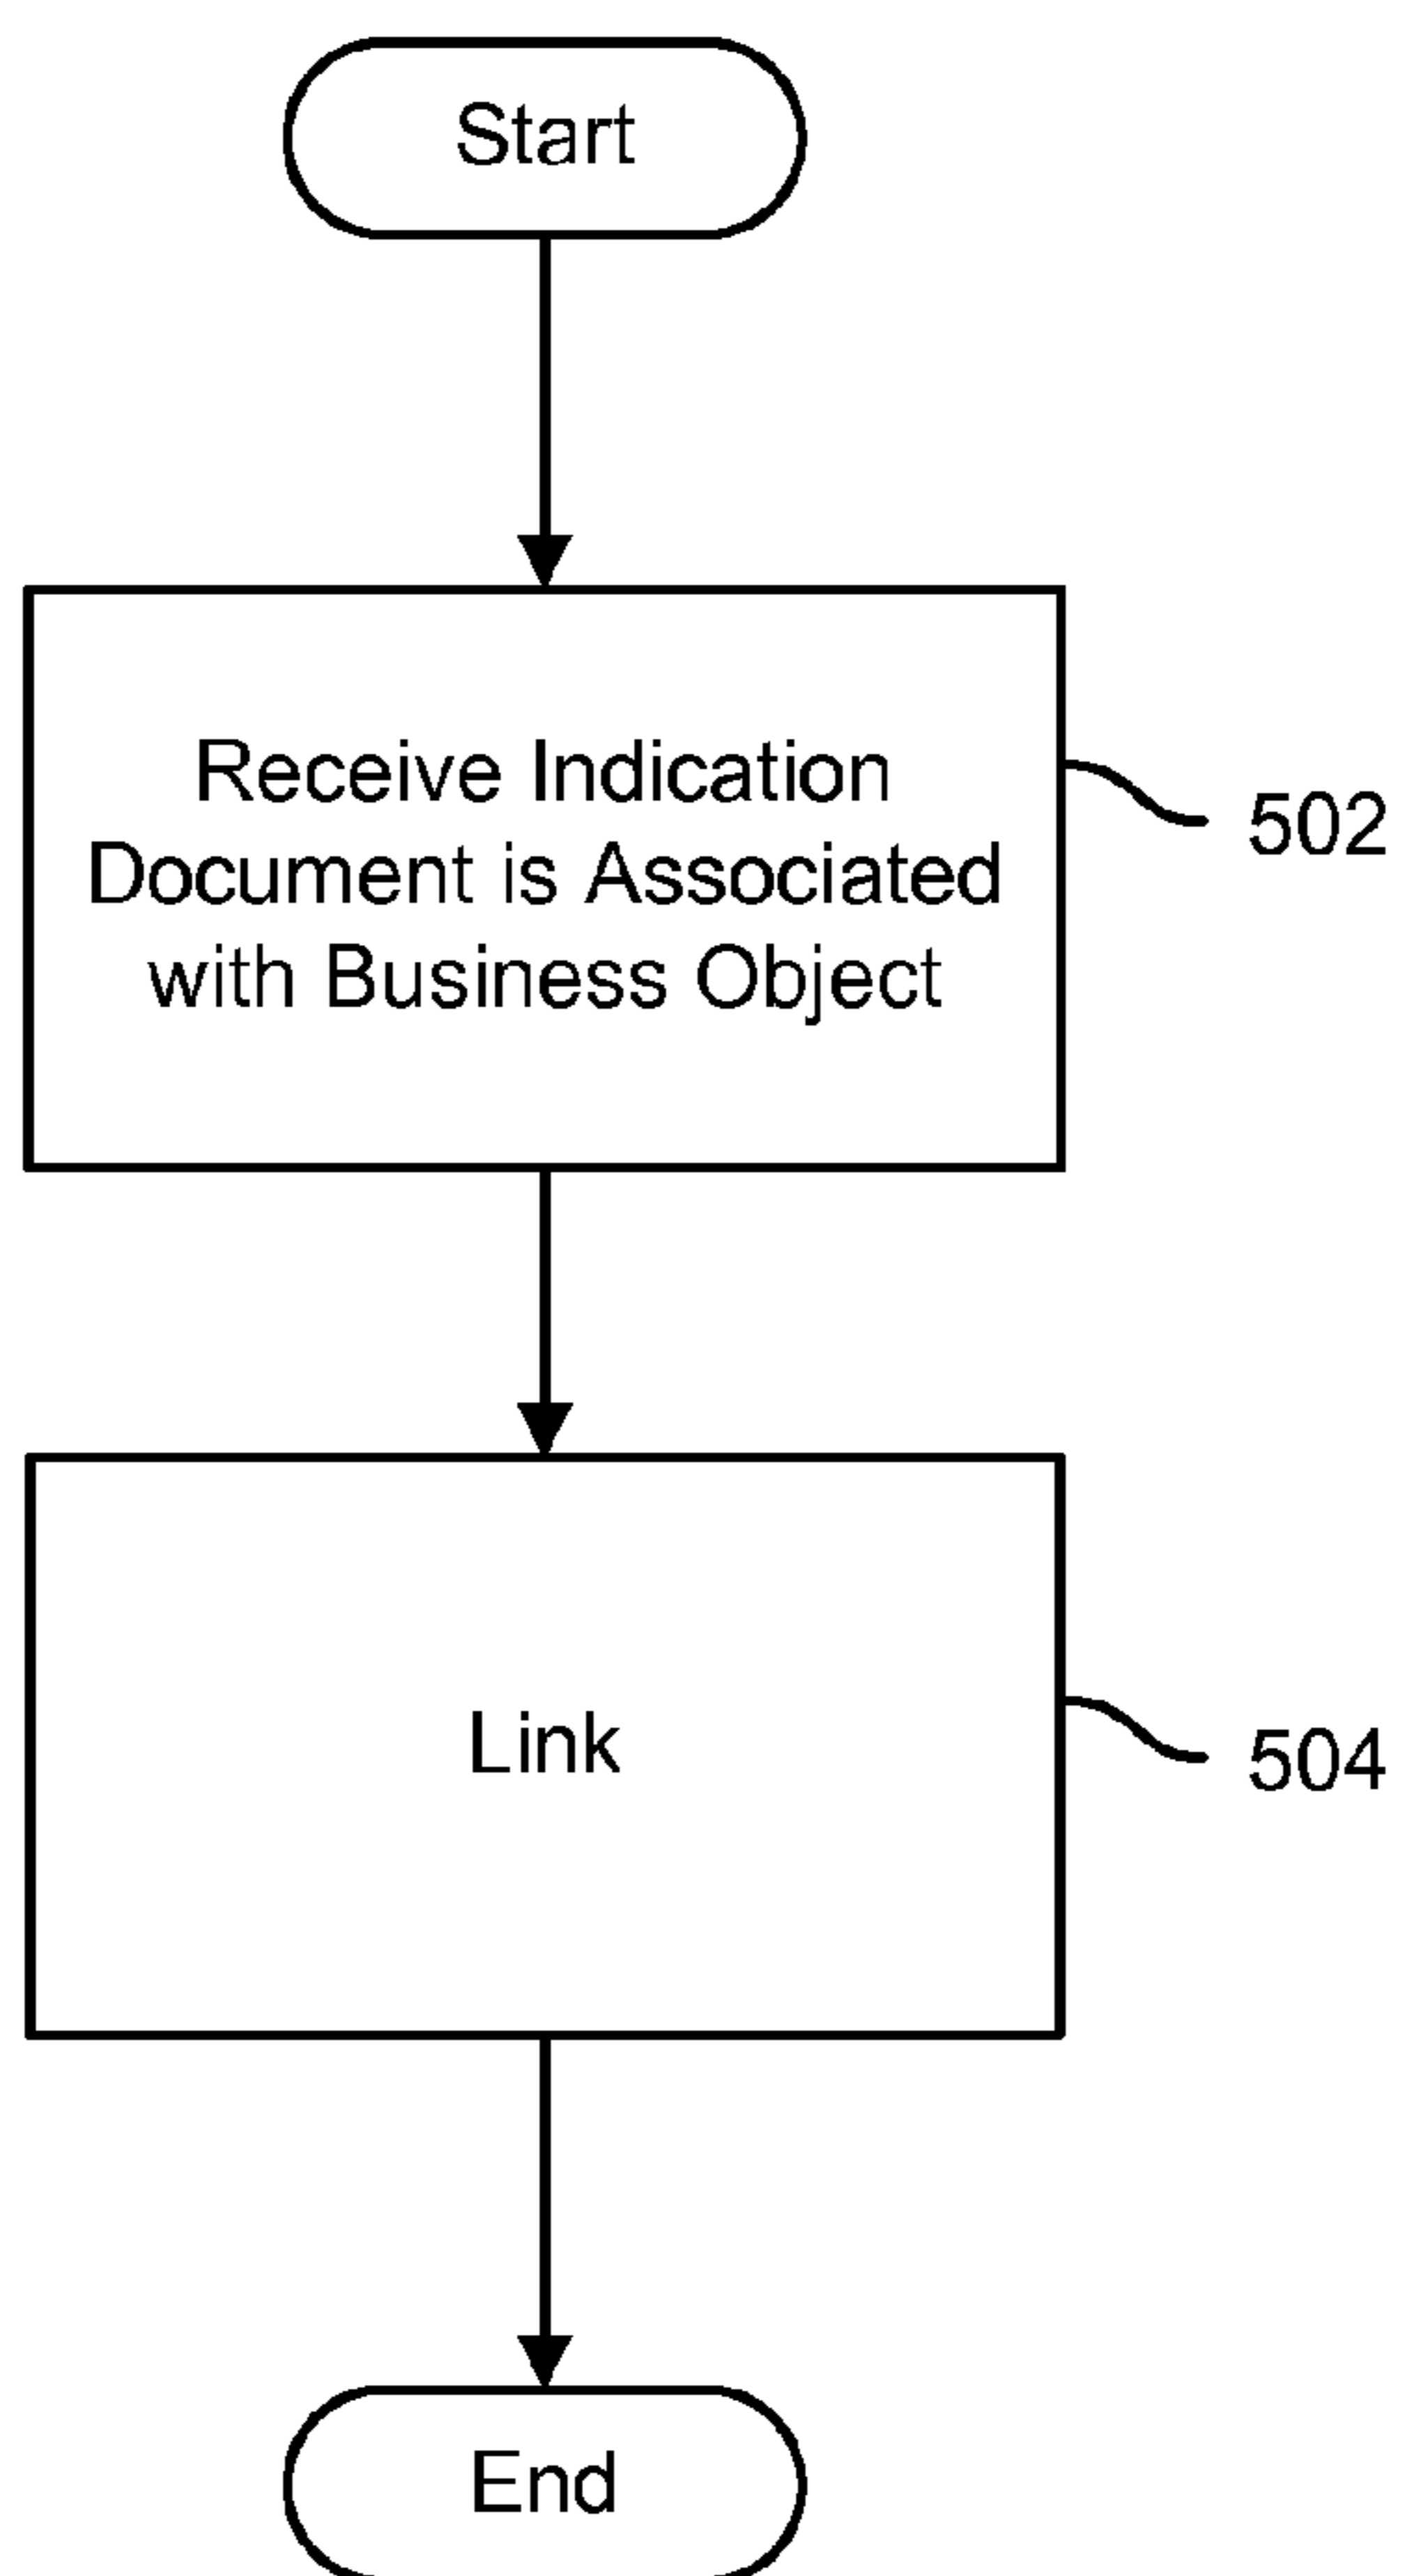 Start
Receive Indication
Document is Associated
with Business Object
502
Link
504
End